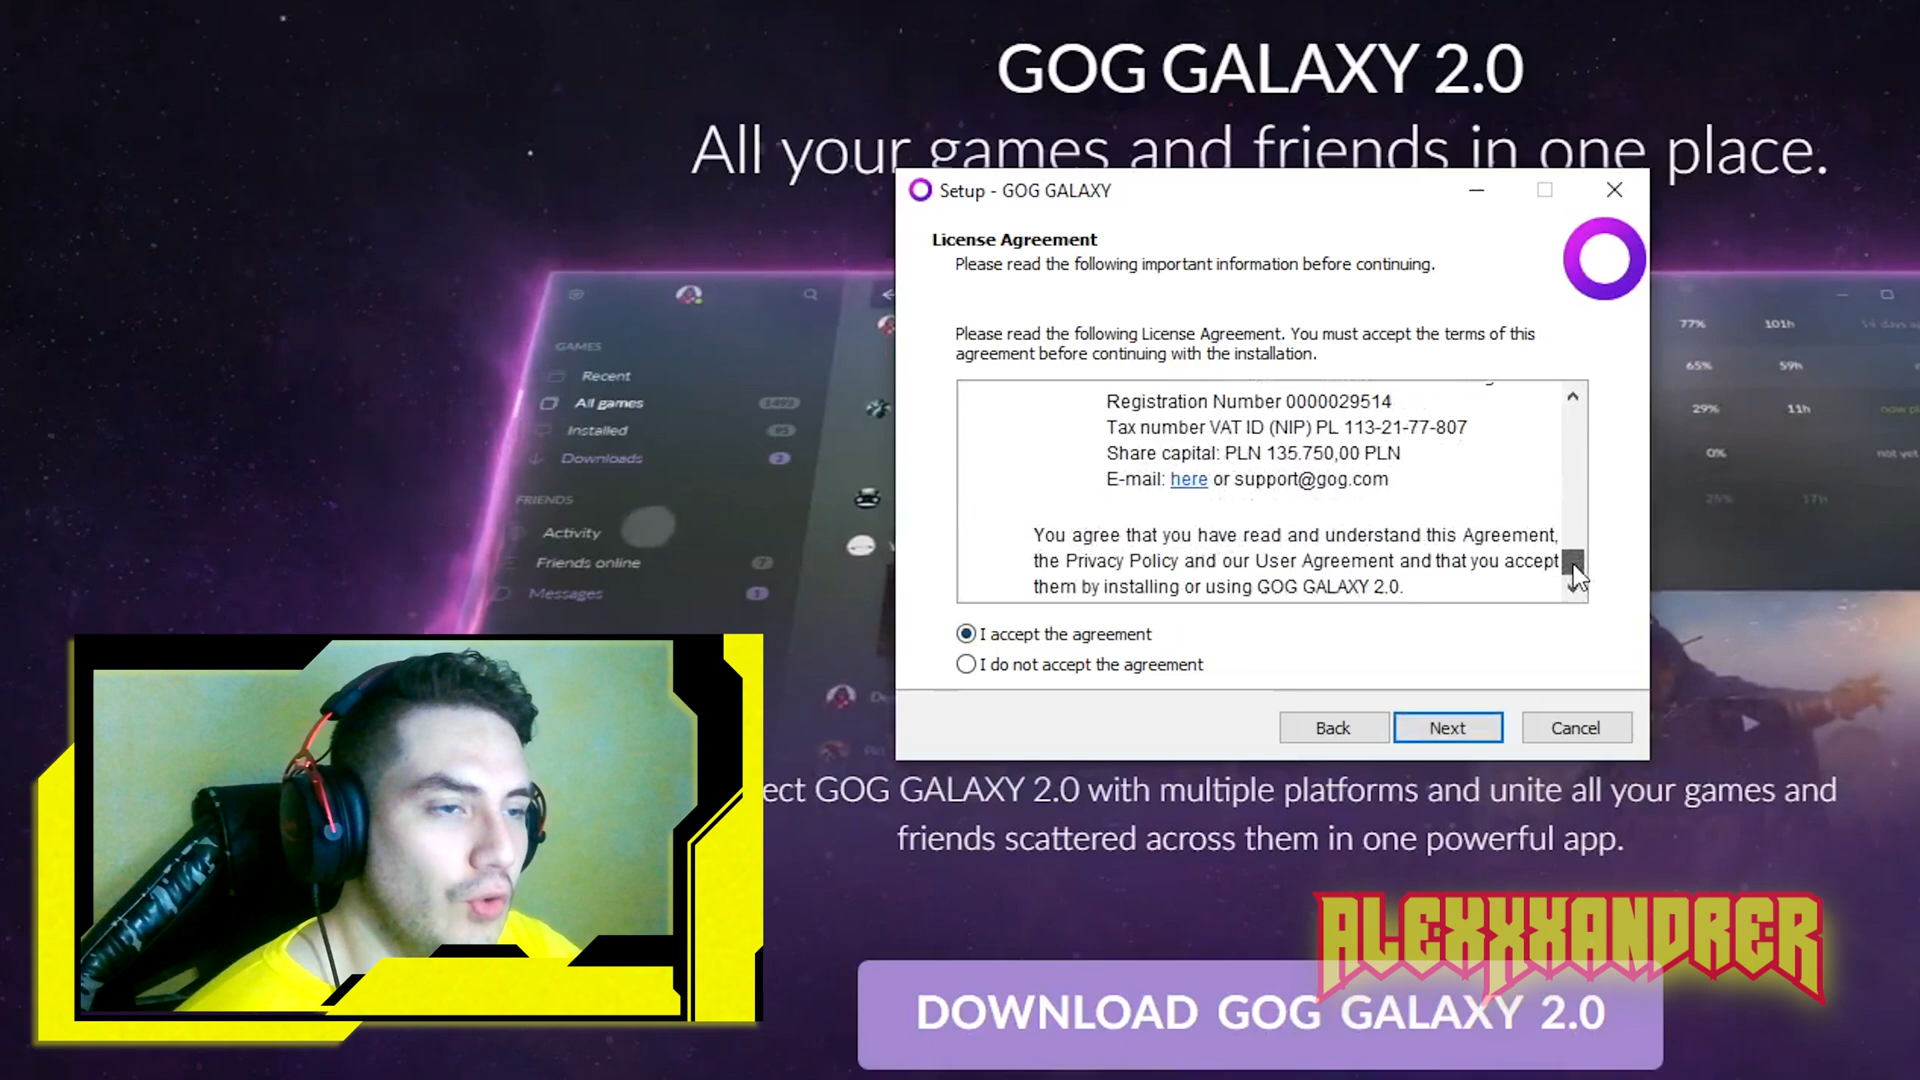 GOG GALAXY 2.0
All your games and friends in one place.
Setup - GOG GALAXY
License Agreement
Please read the following important information before continuing.
Please read the following License Agreement. You must accept the terms of this
agreement before continuing with the installation.
Registration Number 0000029514
Tax number VAT ID (NIP) PL 113-21-77-807
Share capital: PLN 135.750,00 PLN
E-mail: here or support@gog.com
You agree that you have read and understand this Agreement,
the Privacy Policy and our User Agreement and that you accept
them by installing or using GOG GALAXY 2.0.
I accept the agreement
I do not accept the agreement
Back
Next
Cancel
GAMES
Recent
All games
Installed
Downloads
FRIENDS
Activity
Friends online
Messages
77% 101h 14 days
65% 59h
29% 11h now
0% not yet
25% 17h
GOG GALAXY 2.0 with multiple platforms and unite all your games and
friends scattered across them in one powerful app.
ALEXXXANDRER
DOWNLOAD GOG GALAXY 2.0